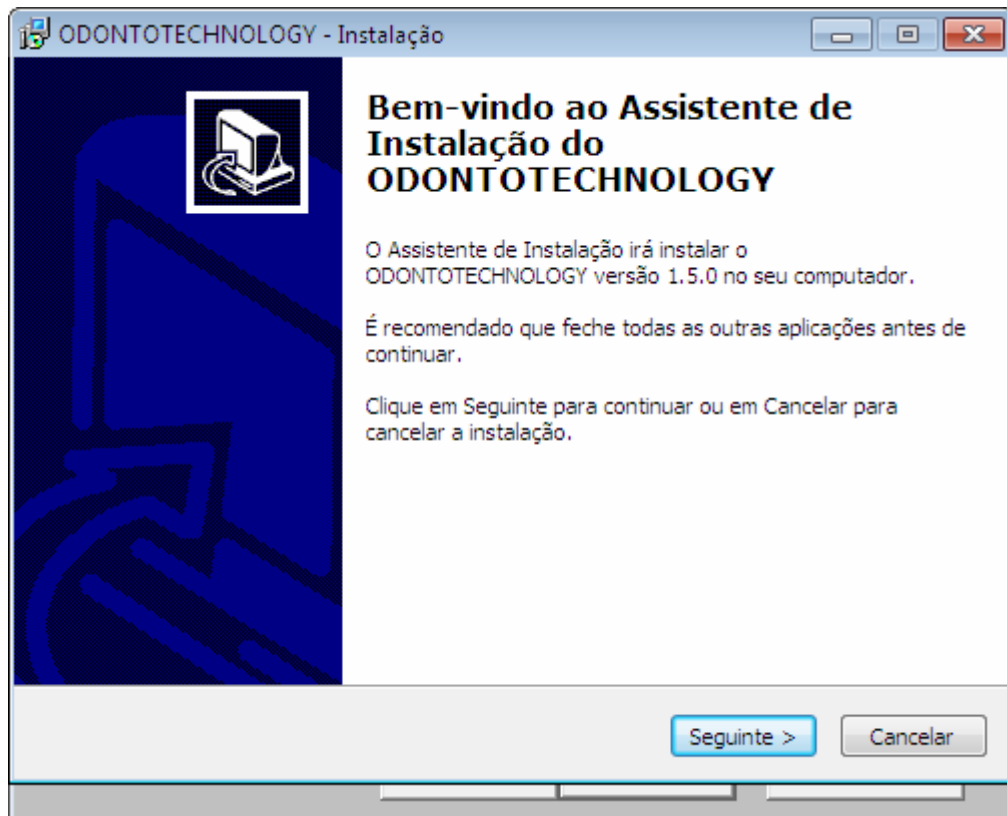 ODONTOTECHNOLOGY - Instalação
Bem-vindo ao Assistente de
Instalação do
ODONTOTECHNOLOGY
O Assistente de Instalação irá instalar o
ODONTOTECHNOLOGY versão 1.5.0 no seu computador.
É recomendado que feche todas as outras aplicações antes de
continuar.
Clique em Seguinte para continuar ou em Cancelar para
cancelar a instalação.
Seguinte >
Cancelar